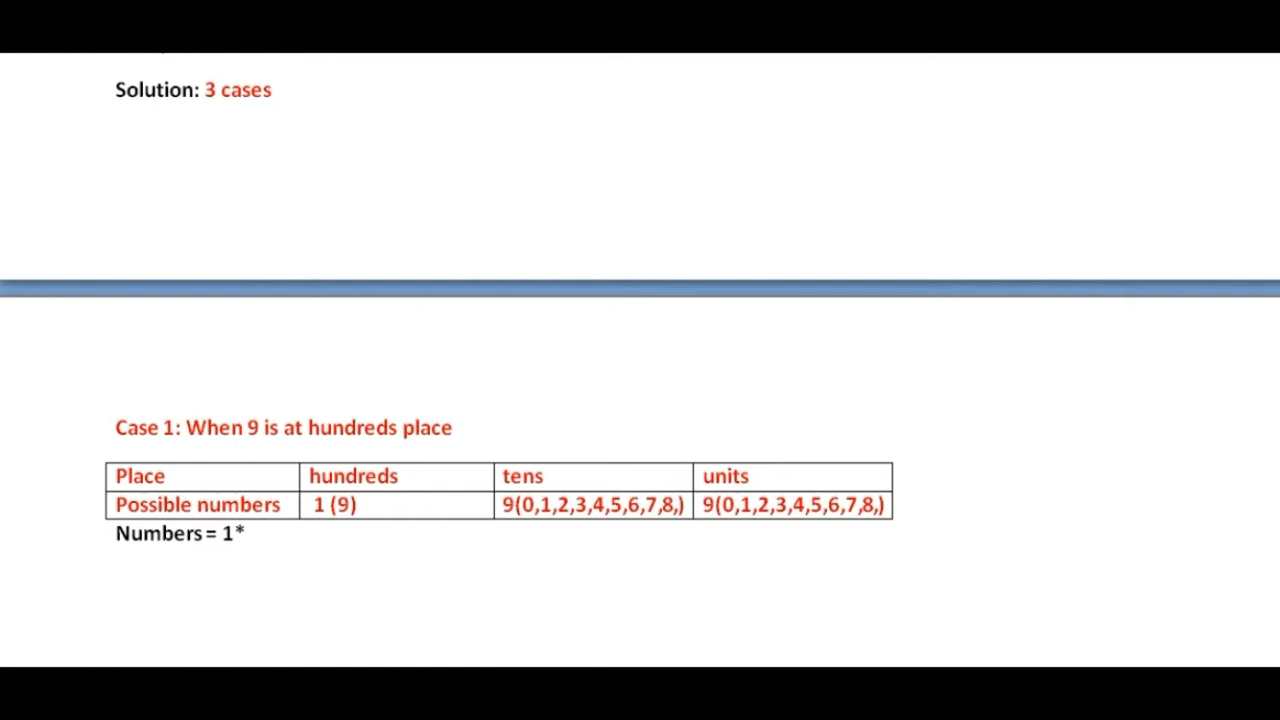 Solution: 3 cases
Case 1: When 9 is at hundreds place
Place hundreds tens units
Possible numbers 1 (9) 9(0,1,2,3,4,5,6,7,8,) 9(0,1,2,3,4,5,6,7,8,)
Numbers = 1*